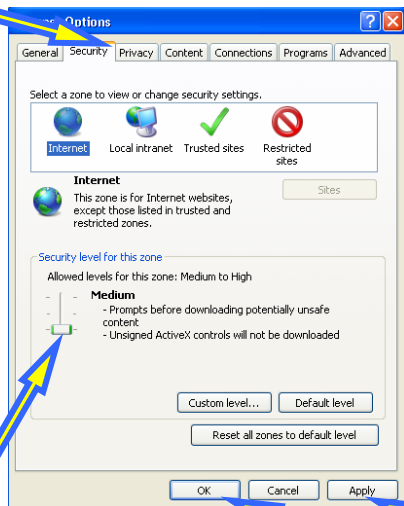 Options
General Security Privacy Content Connections Programs Advanced
Select a zone to view or change security settings.
Internet Local intranet Trusted sites Restricted
sites
Internet
This zone is for Internet websites,
except those listed in trusted and
restricted zones.
Sites
Security level for this zone
Allowed levels for this zone: Medium to High
Medium
- Prompts before downloading potentially unsafe
content
- Unsigned ActiveX controls will not be downloaded
Custom level... Default level
Reset all zones to default level
OK Cancel Apply